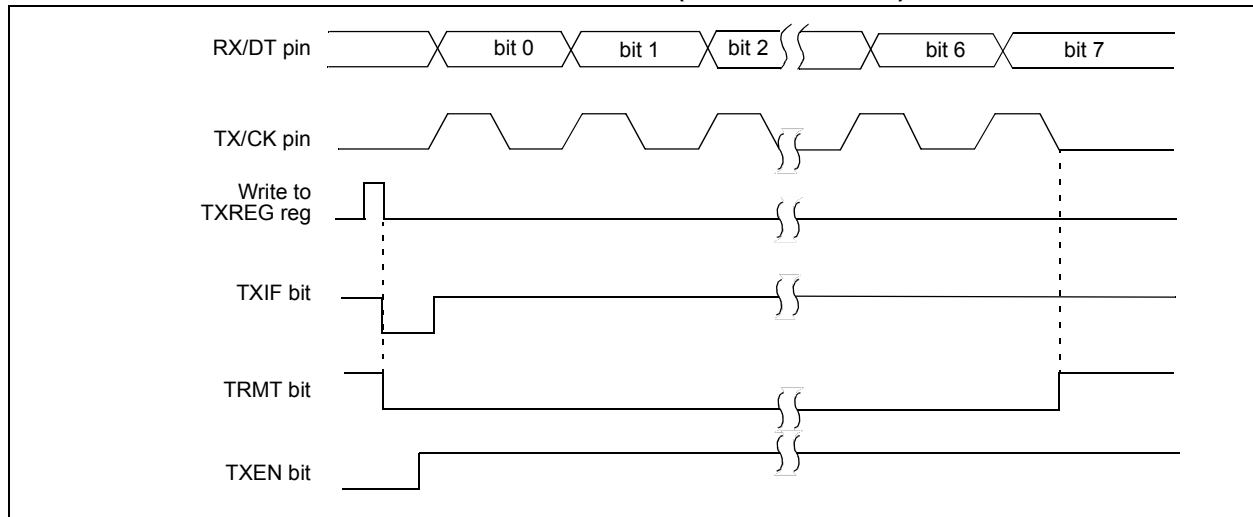 RX/DT pin
bit 0
bit 1
bit 2
bit 6
bit 7
TX/CK pin
Write to
TXREG reg
TXIF bit
TRMT bit
TXEN bit